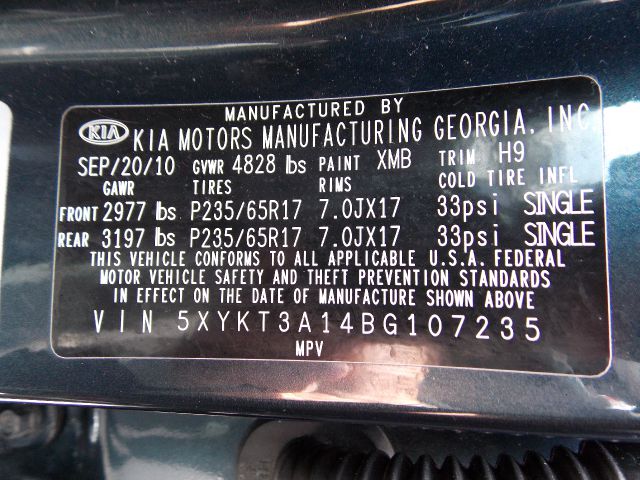 MANUFACTURED BY
KIA KIA MOTORS MANUFACTURING GEORGIA, INC
SEP/20/10 GVWR 4828 lbs PAINT XMB TRIM H9
GAWR TIRES RIMS COLD TIRE INFL
FRONT 2977 lbs P235/65R17 7.0JX17 33psi SINGLE
REAR 3197 lbs P235/65R17 7.0JX17 33psi SINGLE
THIS VEHICLE CONFORMS TO ALL APPLICABLE U.S.A. FEDERAL
MOTOR VEHICLE SAFETY AND THEFT PREVENTION STANDARDS
IN EFFECT ON THE DATE OF MANUFACTURE SHOWN ABOVE
VIN 5XYKT3A14BG107235
MPV